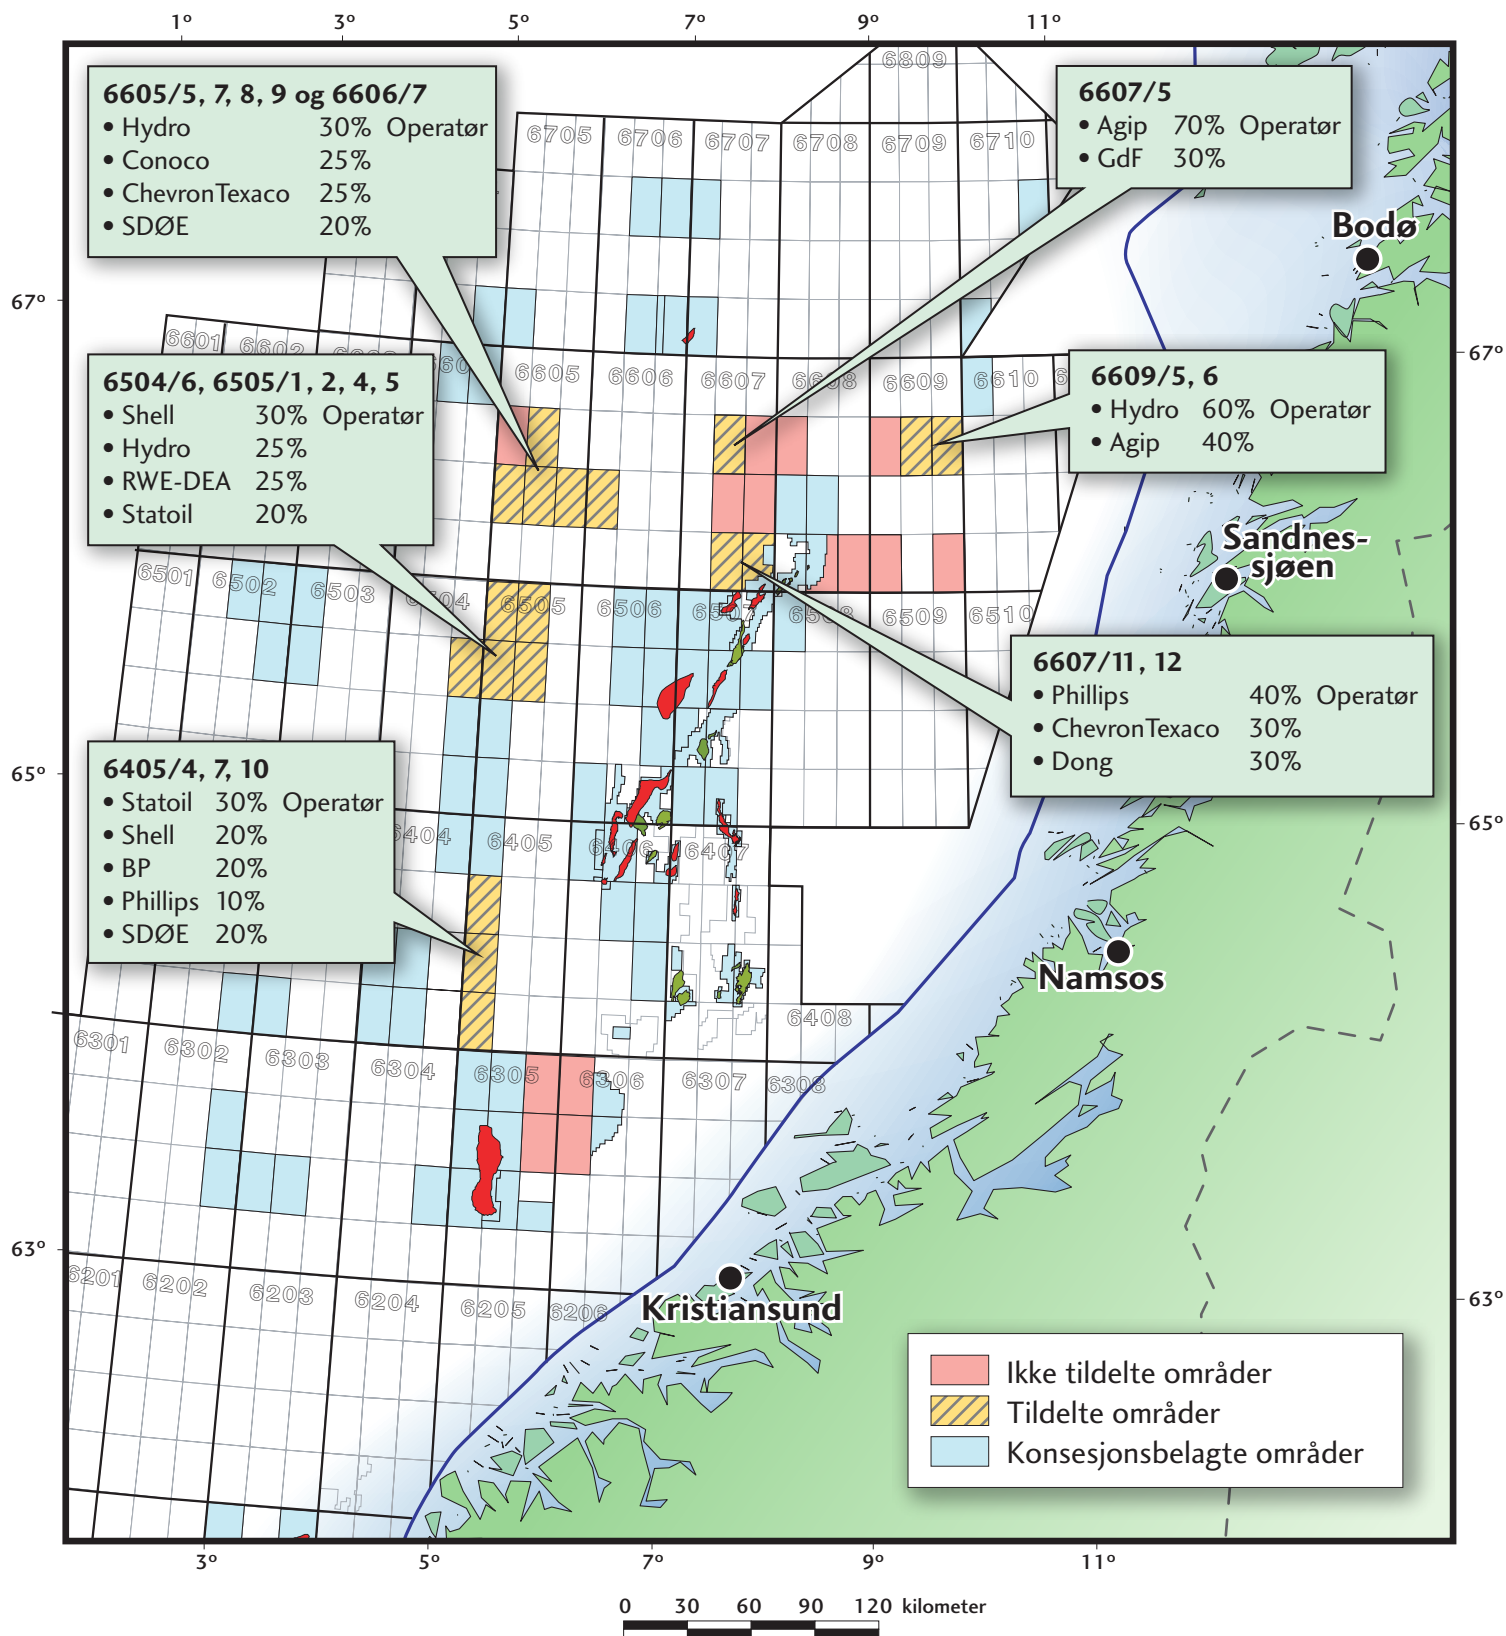 1° 3° 5° 7° 9° 11°
6809
6605/5, 7, 8, 9 og 6606/7
• Hydro 30% Operatør
• Conoco 25%
• ChevronTexaco 25%
• SDØE 20%
6607/5
• Agip 70% Operatør
• GdF 30%
6705 6706 6707 6708 6709 6710
Bodø
67°
67°
6601 6602
6605 6606 6607 6608 6609 6610
6504/6, 6505/1, 2, 4, 5
• Shell 30% Operatør
• Hydro 25%
• RWE-DEA 25%
• Statoil 20%
6609/5, 6
• Hydro 60% Operatør
• Agip 40%
Sandnes-
sjøen
6501 6502 6503 6504 6505 6506 6507 6508 6509 6510
6607/11, 12
• Phillips 40% Operatør
• ChevronTexaco 30%
• Dong 30%
65°
65°
6405/4, 7, 10
• Statoil 30% Operatør
• Shell 20%
• BP 20%
• Phillips 10%
• SDØE 20%
6404 6405 6406 6407
Namsos
6408
6301 6302 6303 6304 6305 6306 6307 6308
63°
63°
6201 6202 6203 6204 6205 6206
Kristiansund
Ikke tildelte områder
Tildelte områder
Konsesjonsbelagte områder
3° 5° 7° 9° 11°
0 30 60 90 120 kilometer